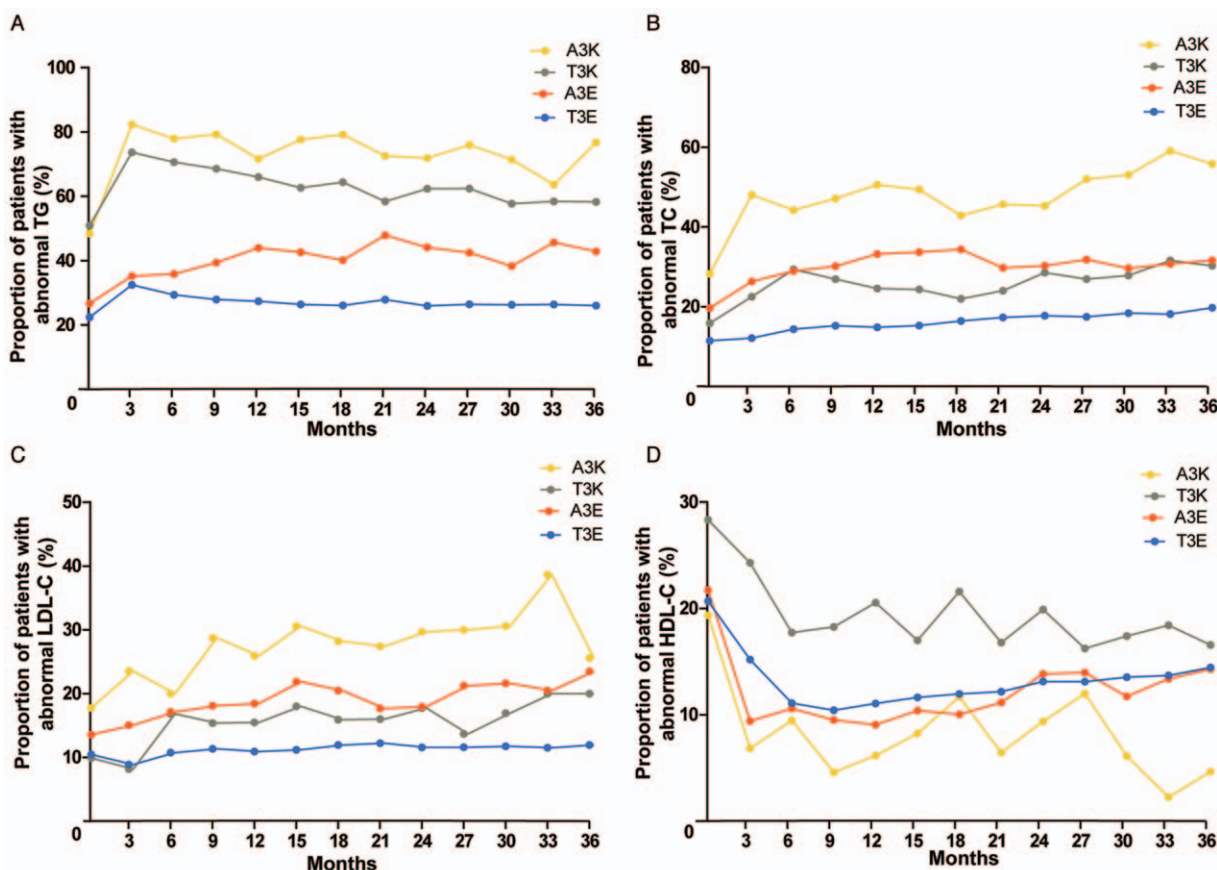 A
A3K
T3K
A3E
T3E
Proportion of patients with
abnormal TG (%)
100
80
60
40
20
0
3 6 9 12 15 18 21 24 27 30 33 36
Months
B
A3K
T3K
A3E
T3E
Proportion of patients with
abnormal TC (%)
80
60
40
20
0
3 6 9 12 15 18 21 24 27 30 33 36
Months
C
A3K
T3K
A3E
T3E
Proportion of patients with
abnormal LDL-C (%)
50
40
30
20
10
0
3 6 9 12 15 18 21 24 27 30 33 36
Months
D
A3K
T3K
A3E
T3E
Proportion of patients with
abnormal HDL-C (%)
30
20
10
0
3 6 9 12 15 18 21 24 27 30 33 36
Months